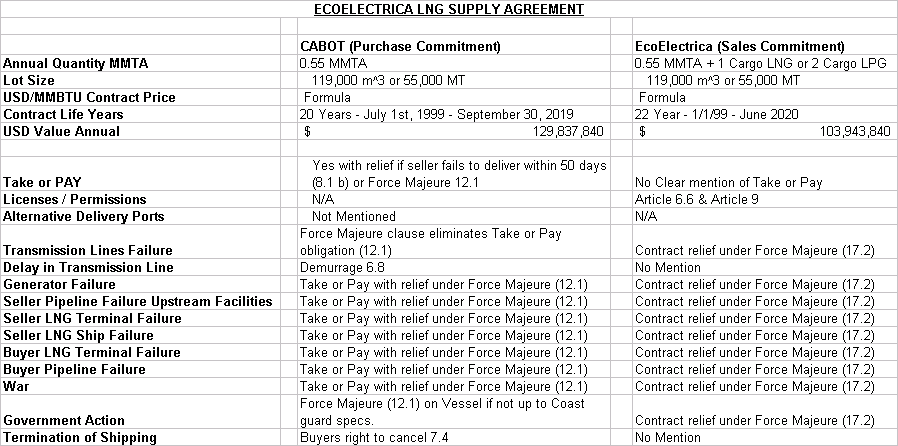 ECOELECTRICA LNG SUPPLY AGREEMENT
CABOT (Purchase Commitment) EcoElectrica (Sales Commitment)
Annual Quantity MMTA 0.55 MMTA 0.55 MMTA + 1 Cargo LNG or 2 Cargo LPG
Lot Size 119,000 m^3 or 55,000 MT 119,000 m^3 or 55,000 MT
USD/MMBTU Contract Price Formula Formula
Contract Life Years 20 Years - July 1st, 1999 - September 30, 2019 22 Year - 1/1/99 - June 2020
USD Value Annual $ 129,837,840 $ 103,943,840
Yes with relief if seller fails to deliver within 50 days
Take or PAY (8.1 b) or Force Majeure 12.1 No Clear mention of Take or Pay
Licenses / Permissions N/A Article 6.6 & Article 9
Alternative Delivery Ports Not Mentioned N/A
Force Majeure clause eliminates Take or Pay
Transmission Lines Failure obligation (12.1) Contract relief under Force Majeure (17.2)
Delay in Transmission Line Demurrage 6.8 No Mention
Generator Failure Take or Pay with relief under Force Majeure (12.1) Contract relief under Force Majeure (17.2)
Seller Pipeline Failure Upstream Facilities Take or Pay with relief under Force Majeure (12.1) Contract relief under Force Majeure (17.2)
Seller LNG Terminal Failure Take or Pay with relief under Force Majeure (12.1) Contract relief under Force Majeure (17.2)
Seller LNG Ship Failure Take or Pay with relief under Force Majeure (12.1) Contract relief under Force Majeure (17.2)
Buyer LNG Terminal Failure Take or Pay with relief under Force Majeure (12.1) Contract relief under Force Majeure (17.2)
Buyer Pipeline Failure Take or Pay with relief under Force Majeure (12.1) Contract relief under Force Majeure (17.2)
War Take or Pay with relief under Force Majeure (12.1) Contract relief under Force Majeure (17.2)
Force Majeure (12.1) on Vessel if not up to Coast
Government Action guard specs. Contract relief under Force Majeure (17.2)
Termination of Shipping Buyers right to cancel 7.4 No Mention